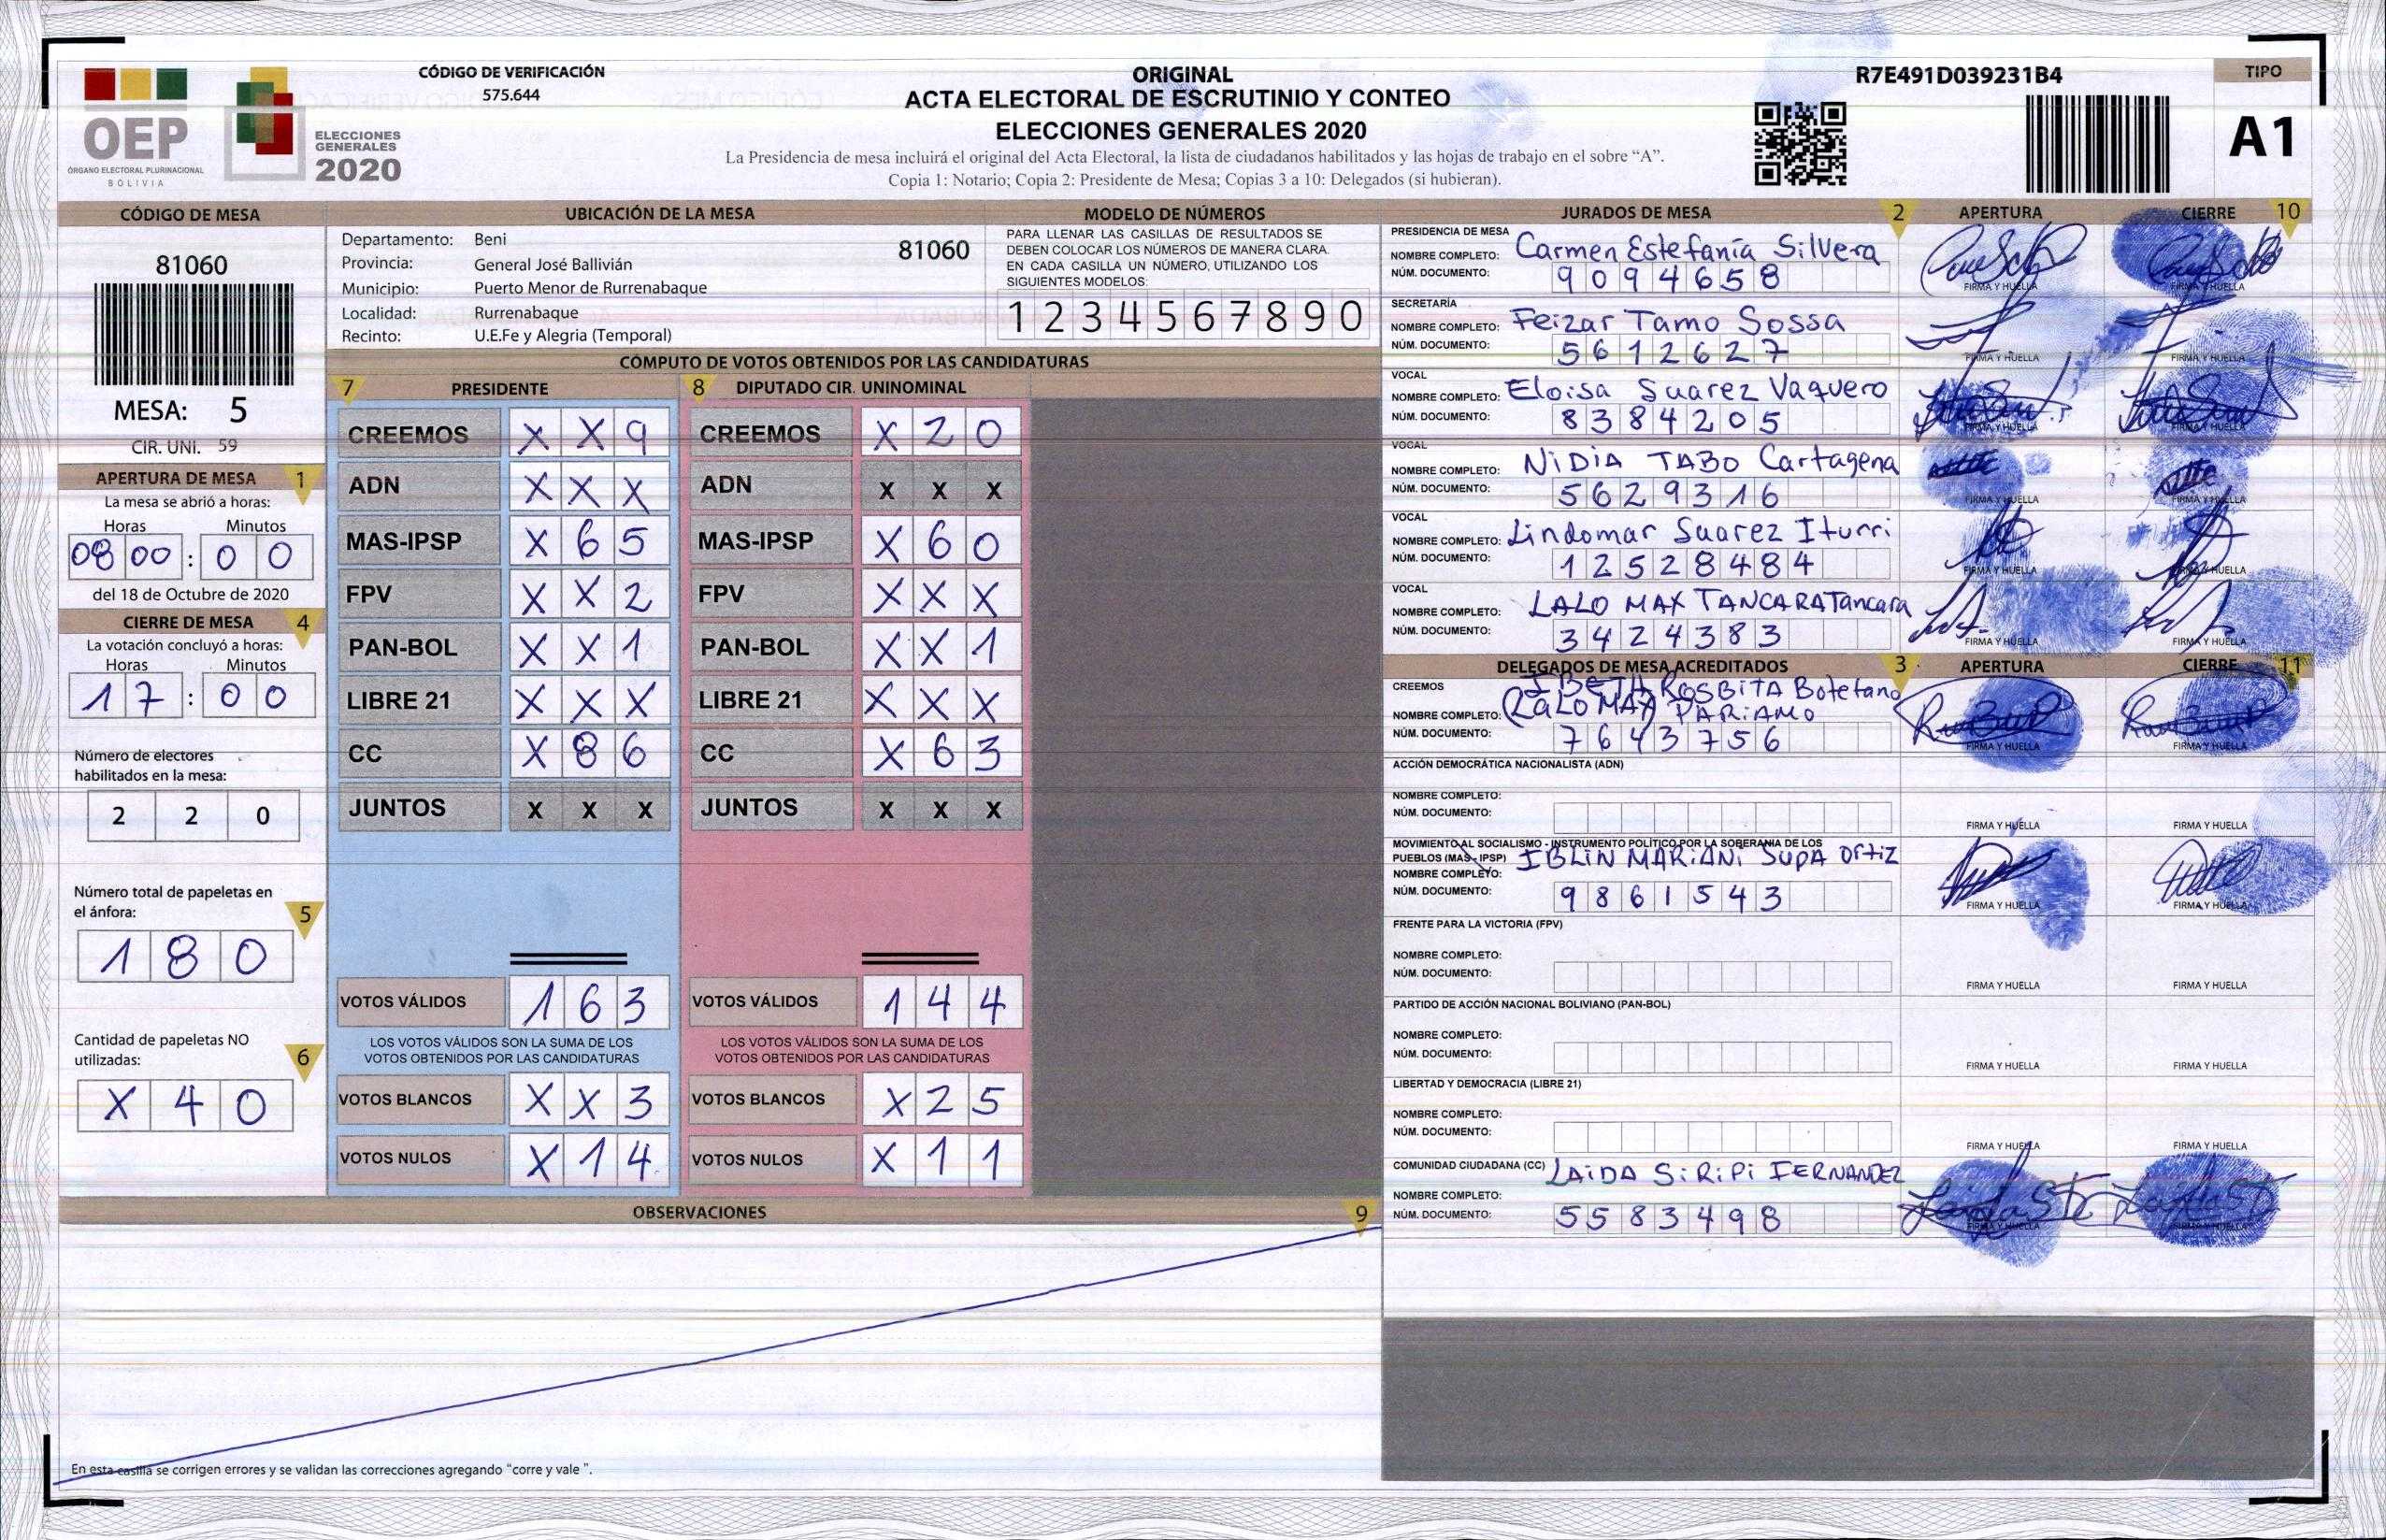 CÓDIGO DE VERIFICACIÓN
575.644
OEP
ÓRGANO ELECTORAL PLURINACIONAL
BOLIVIA
ELECCIONES
GENERALES
2020
ORIGINAL
ACTA ELECTORAL DE ESCRUTINIO Y CONTEO
ELECCIONES GENERALES 2020
La Presidencia de mesa incluirá el original del Acta Electoral, la lista de ciudadanos habilitados y las hojas de trabajo en el sobre “A”.
Copia 1: Notario; Copia 2: Presidente de Mesa; Copias 3 a 10: Delegados (si hubieran).
R7E491D039231B4
TIPO
A1
CÓDIGO DE MESA
81060
MESA: 5
CIR. UNI. 59
APERTURA DE MESA 1
La mesa se abrió a horas:
Horas Minutos
08 00 : 0 0
del 18 de Octubre de 2020
CIERRE DE MESA 4
La votación concluyó a horas:
Horas Minutos
1 7 : 0 0
Número de electores
habilitados en la mesa:
2 2 0
Número total de papeletas en
el ánfora: 5
1 8 0
Cantidad de papeletas NO
utilizadas: 6
X 4 0
UBICACIÓN DE LA MESA
Departamento: Beni 81060
Provincia: General José Ballivián
Municipio: Puerto Menor de Rurrenabaque
Localidad: Rurrenabaque
Recinto: U.E.Fe y Alegria (Temporal)
MODELO DE NÚMEROS
PARA LLENAR LAS CASILLAS DE RESULTADOS SE
DEBEN COLOCAR LOS NÚMEROS DE MANERA CLARA.
EN CADA CASILLA UN NÚMERO, UTILIZANDO LOS
SIGUIENTES MODELOS:
1 2 3 4 5 6 7 8 9 0
CÓMPUTO DE VOTOS OBTENIDOS POR LAS CANDIDATURAS
7 PRESIDENTE
CREEMOS X X 9
ADN X X X
MAS-IPSP X 6 5
FPV X X 2
PAN-BOL X X 1
LIBRE 21 X X X
CC X 8 6
JUNTOS X X X
VOTOS VÁLIDOS 1 6 3
LOS VOTOS VÁLIDOS SON LA SUMA DE LOS
VOTOS OBTENIDOS POR LAS CANDIDATURAS
VOTOS BLANCOS X X 3
VOTOS NULOS X 1 4
8 DIPUTADO CIR. UNINOMINAL
CREEMOS X 2 0
ADN X X X
MAS-IPSP X 6 0
FPV X X X
PAN-BOL X X 1
LIBRE 21 X X X
CC X 6 3
JUNTOS X X X
VOTOS VÁLIDOS 1 4 4
LOS VOTOS VÁLIDOS SON LA SUMA DE LOS
VOTOS OBTENIDOS POR LAS CANDIDATURAS
VOTOS BLANCOS X 2 5
VOTOS NULOS X 1 1
OBSERVACIONES 9
En esta casilla se corrigen errores y se validan las correcciones agregando “corre y vale ”.
JURADOS DE MESA 2 APERTURA CIERRE 10
PRESIDENCIA DE MESA
NOMBRE COMPLETO: Carmen Estefanía Silvera
NÚM. DOCUMENTO: 9094658
FIRMA Y HUELLA FIRMA Y HUELLA
SECRETARÍA
NOMBRE COMPLETO: Feizar Tamo Sossa
NÚM. DOCUMENTO: 5612627
FIRMA Y HUELLA FIRMA Y HUELLA
VOCAL
NOMBRE COMPLETO: Eloisa Suarez Vaquero
NÚM. DOCUMENTO: 8384205
FIRMA Y HUELLA FIRMA Y HUELLA
VOCAL
NOMBRE COMPLETO: NIDIA TABO Cartagena
NÚM. DOCUMENTO: 5629316
FIRMA Y HUELLA FIRMA Y HUELLA
VOCAL
NOMBRE COMPLETO: Lindomar Suarez Iturri
NÚM. DOCUMENTO: 12528484
FIRMA Y HUELLA FIRMA Y HUELLA
VOCAL
NOMBRE COMPLETO: LALO MAX TANCARA Tancara
NÚM. DOCUMENTO: 3424383
FIRMA Y HUELLA FIRMA Y HUELLA
DELEGADOS DE MESA ACREDITADOS 3 APERTURA CIERRE 11
CREEMOS ROSBITA Botetano
NOMBRE COMPLETO: (LALO MAX) PARIAMO
NÚM. DOCUMENTO: 7643756
FIRMA Y HUELLA FIRMA Y HUELLA
ACCIÓN DEMOCRÁTICA NACIONALISTA (ADN)
NOMBRE COMPLETO:
NÚM. DOCUMENTO:
FIRMA Y HUELLA FIRMA Y HUELLA
MOVIMIENTO AL SOCIALISMO - INSTRUMENTO POLÍTICO POR LA SOBERANIA DE LOS
PUEBLOS (MAS - IPSP) IBLIN MARIANI SUPA Ortiz
NOMBRE COMPLETO:
NÚM. DOCUMENTO: 9861543
FIRMA Y HUELLA FIRMA Y HUELLA
FRENTE PARA LA VICTORIA (FPV)
NOMBRE COMPLETO:
NÚM. DOCUMENTO:
FIRMA Y HUELLA FIRMA Y HUELLA
PARTIDO DE ACCIÓN NACIONAL BOLIVIANO (PAN-BOL)
NOMBRE COMPLETO:
NÚM. DOCUMENTO:
FIRMA Y HUELLA FIRMA Y HUELLA
LIBERTAD Y DEMOCRACIA (LIBRE 21)
NOMBRE COMPLETO:
NÚM. DOCUMENTO:
FIRMA Y HUELLA FIRMA Y HUELLA
COMUNIDAD CIUDADANA (CC) LAIDA SIRIPI FERNANDEZ
NOMBRE COMPLETO:
NÚM. DOCUMENTO: 5583498
FIRMA Y HUELLA FIRMA Y HUELLA